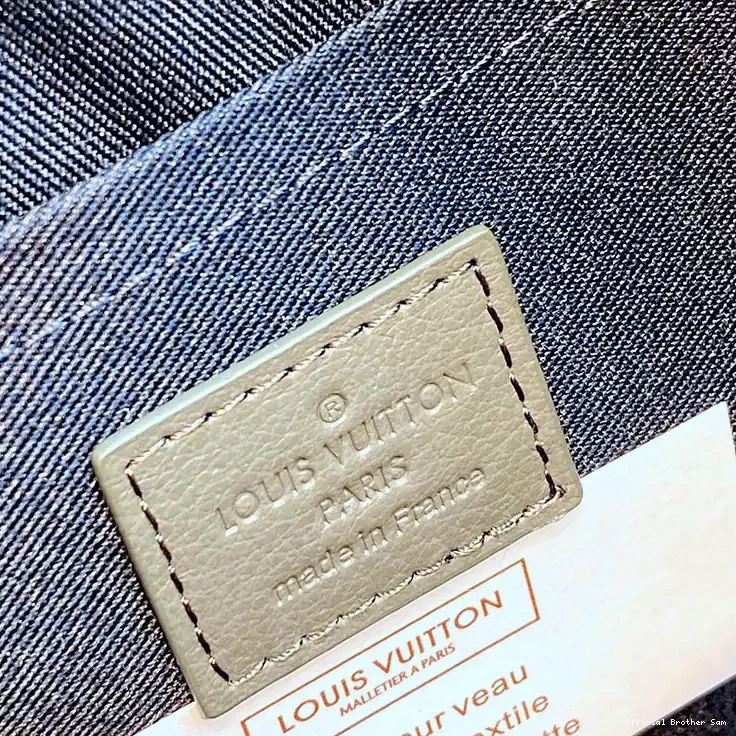 ®
LOUIS VUITTON
PARIS
made in France
LOUIS VUITTON
MALLETIER A PARIS
veau
Official Brother Sam